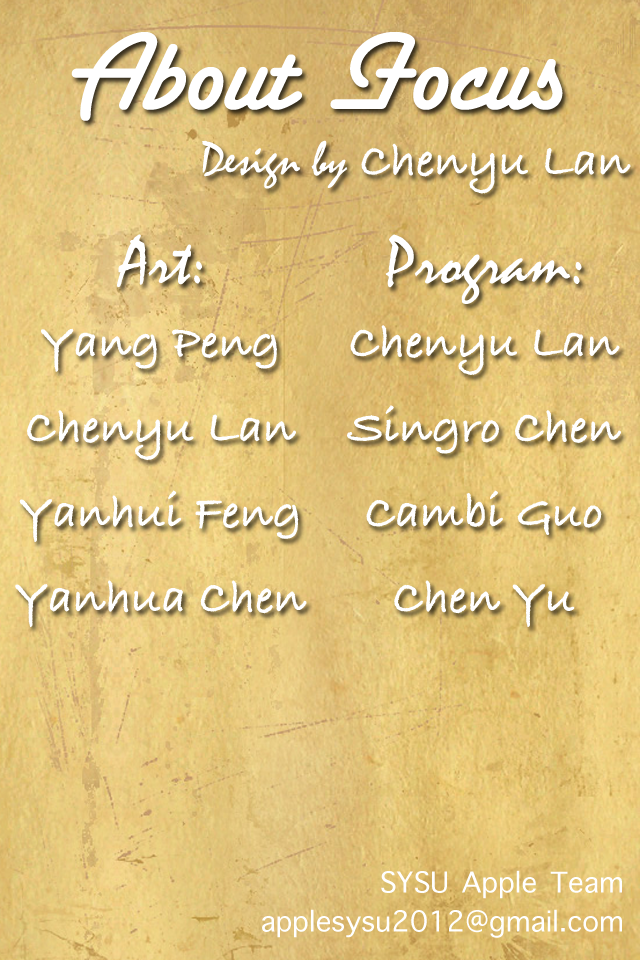 About Focus
Design by Chenyu Lan
Art:
Yang Peng
Chenyu Lan
Yanhui Feng
Yanhua Chen
Program:
Chenyu Lan
Singro Chen
Cambi Guo
Chen Yu
SYSU Apple Team
applesysu2012@gmail.com